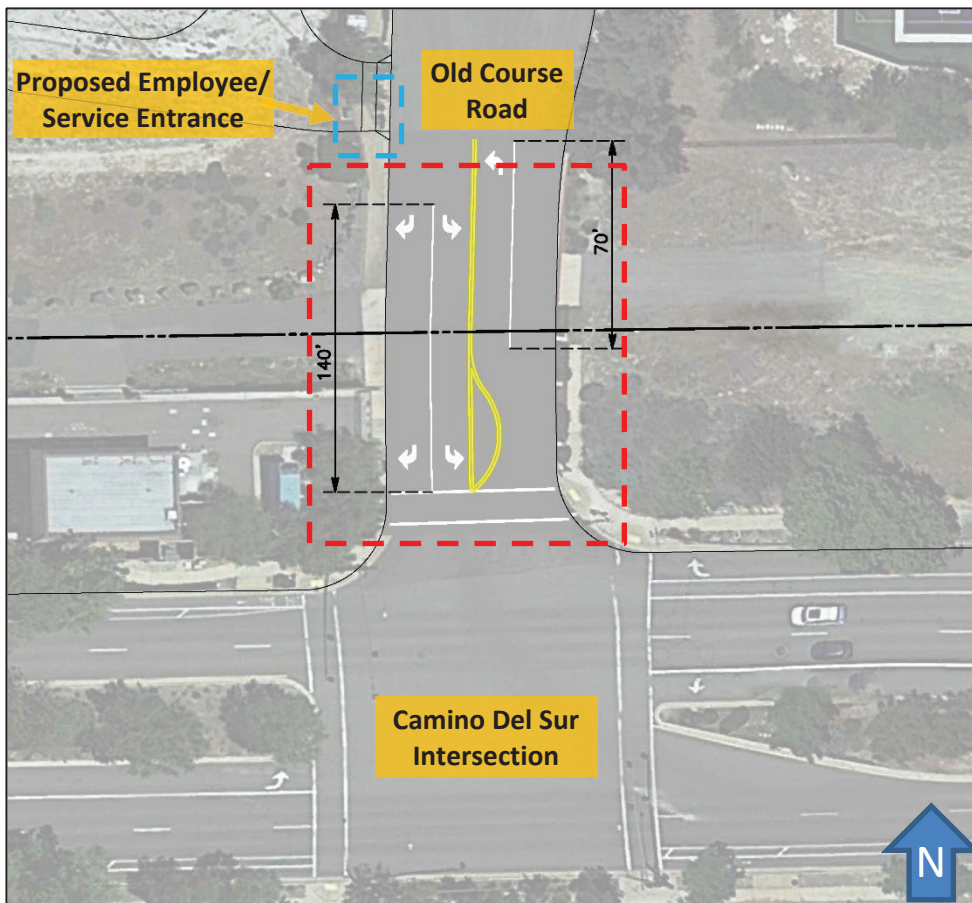 Proposed Employee/
Service Entrance
Old Course
Road
70'
140'
Camino Del Sur
Intersection
N